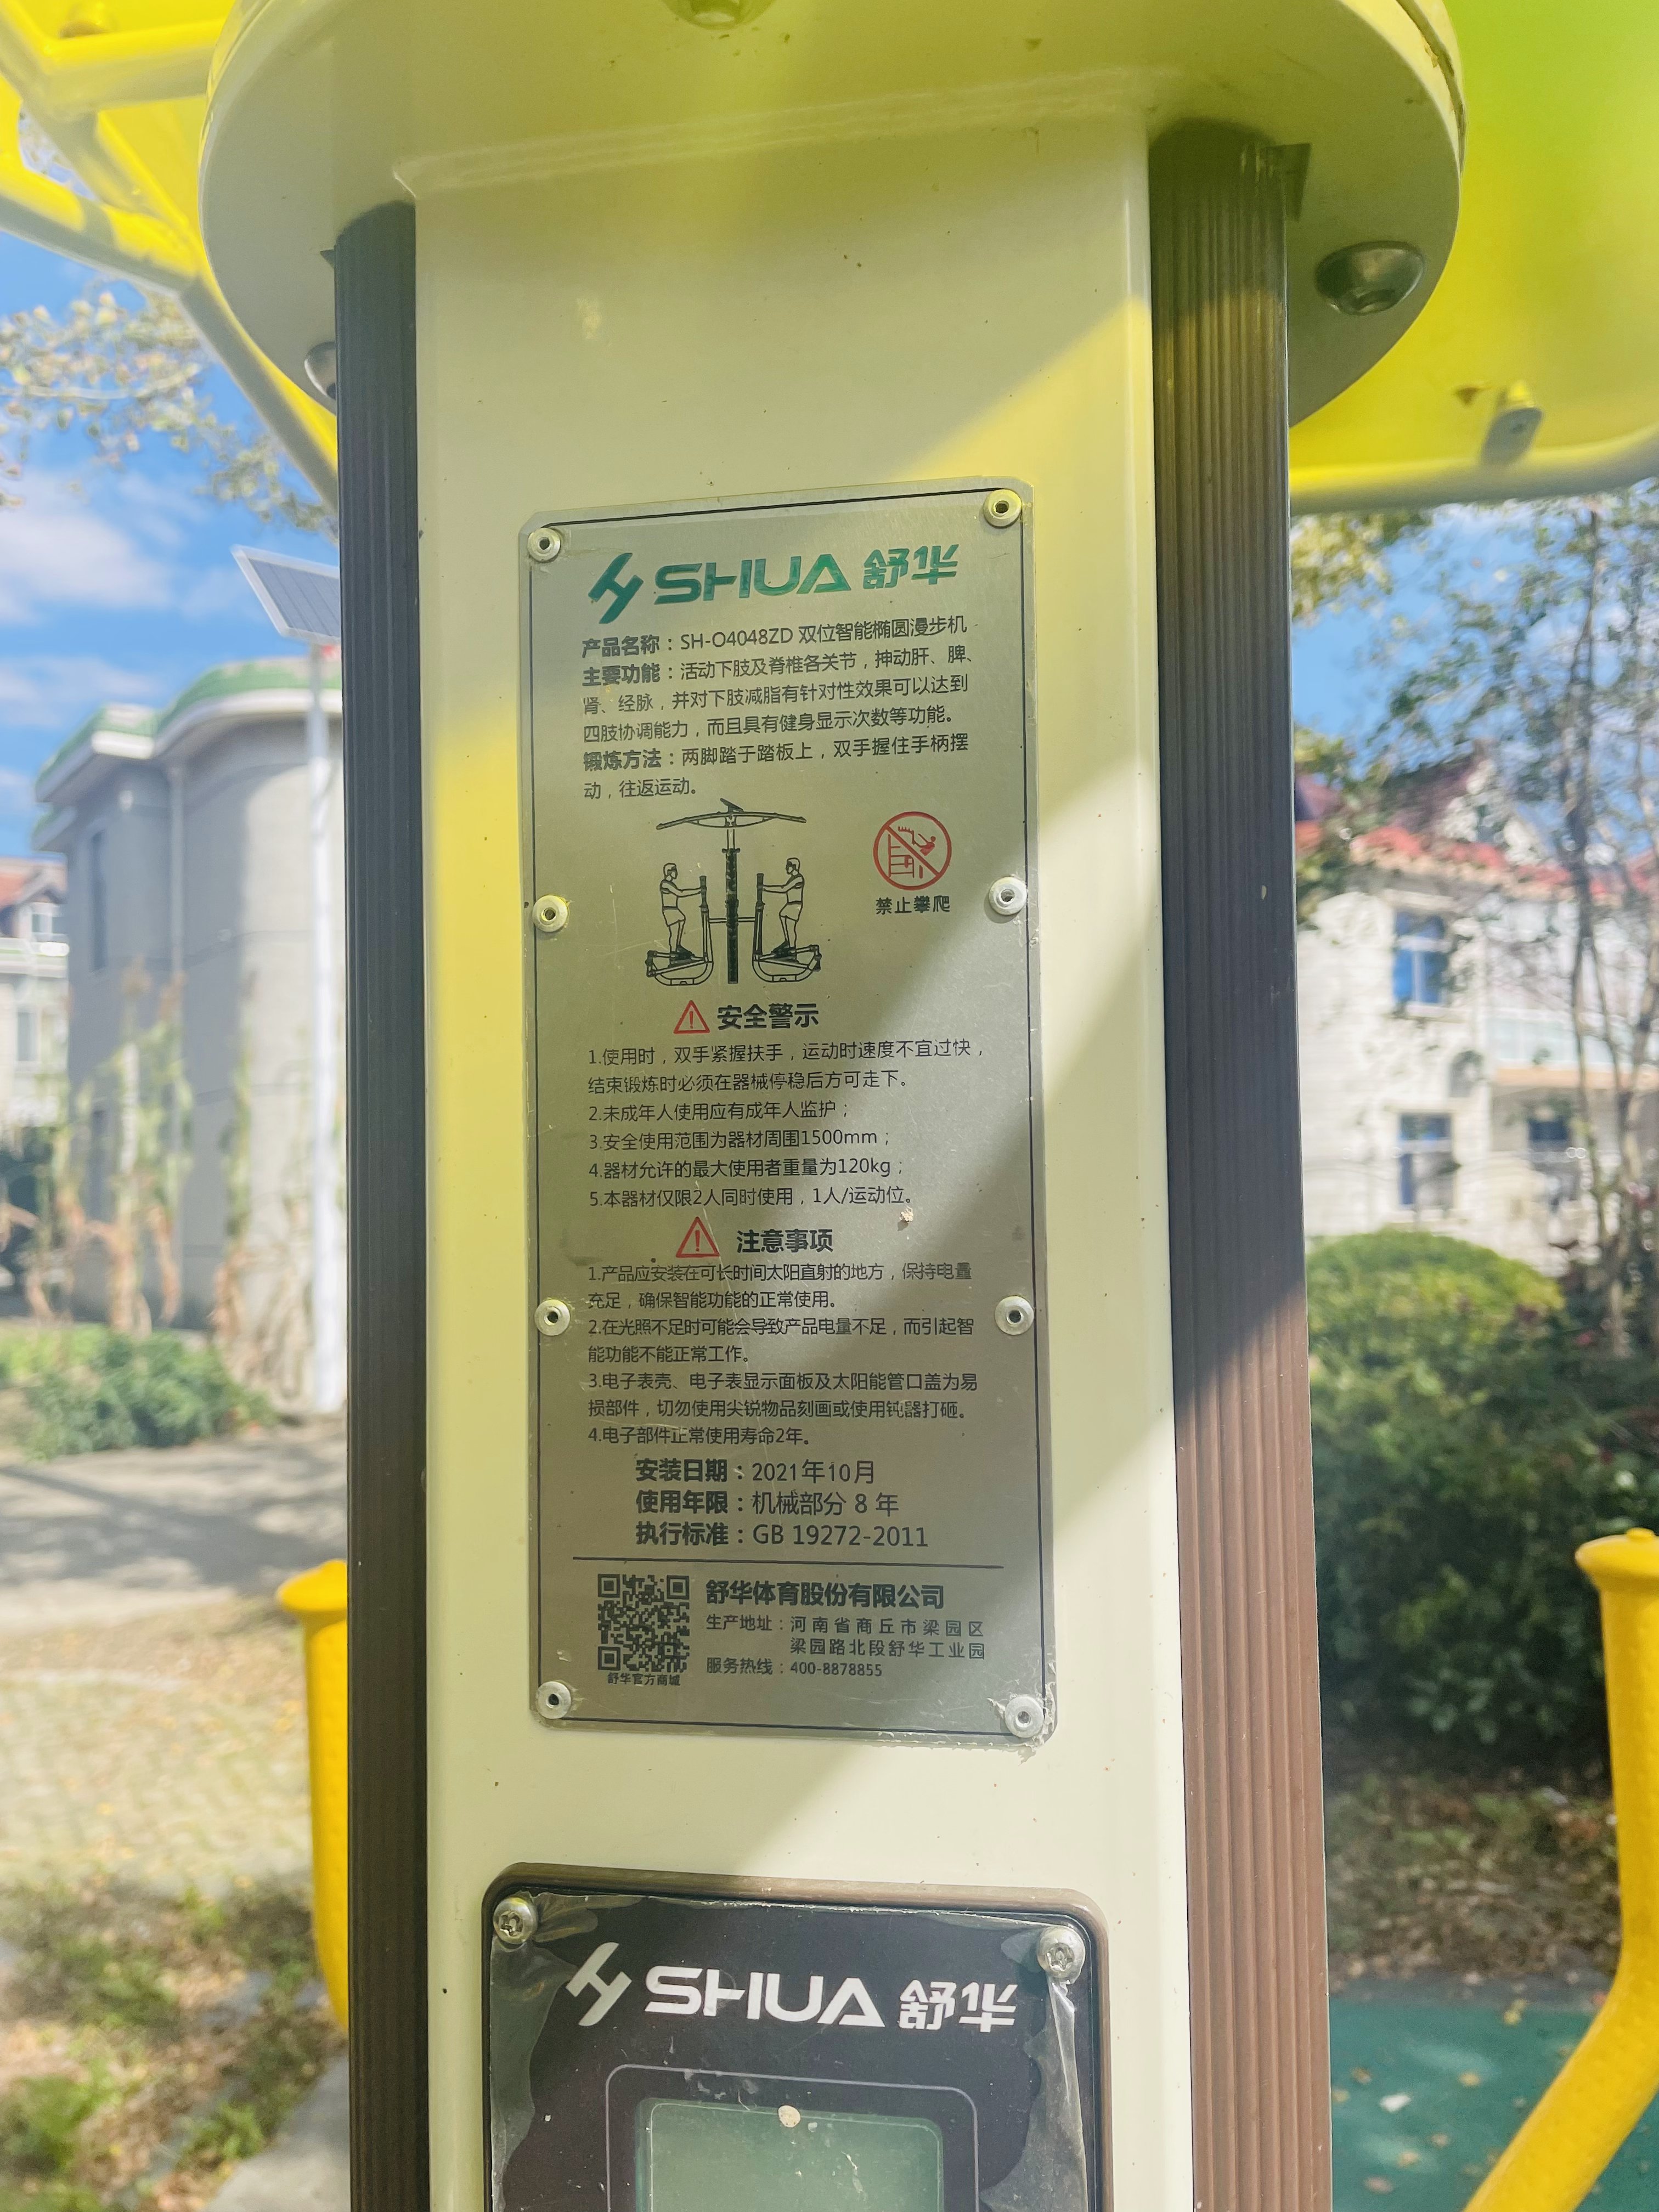 SHUA 舒华
产品名称：SH-O4048ZD 双位智能椭圆漫步机
主要功能：活动下肢及脊椎各关节，抻动肝、脾、
肾、经脉，并对下肢减脂有针对性效果可以达到
四肢协调能力，而且具有健身显示次数等功能。
锻炼方法：两脚踏于踏板上，双手握住手柄摆
动，往返运动。
禁止攀爬
安全警示
1.使用时，双手紧握扶手，运动时速度不宜过快，
结束锻炼时必须在器械停稳后方可走下。
2.未成年人使用应有成年人监护；
3.安全使用范围为器材周围1500mm；
4.器材允许的最大使用者重量为120kg；
5.本器材仅限2人同时使用，1人/运动位。
注意事项
1.产品应安装在可长时间太阳直射的地方，保持电量
充足，确保智能功能的正常使用。
2.在光照不足时可能会导致产品电量不足，而引起智
能功能不能正常工作。
3.电子表壳、电子表显示面板及太阳能管口盖为易
损部件，切勿使用尖锐物品刻画或使用钝器打砸。
4.电子部件正常使用寿命2年。
安装日期：2021年10月
使用年限：机械部分 8 年
执行标准：GB 19272-2011
舒华体育股份有限公司
生产地址：河南省商丘市梁园区
梁园路北段舒华工业园
服务热线：400-8878855
舒华官方商城
SHUA 舒华